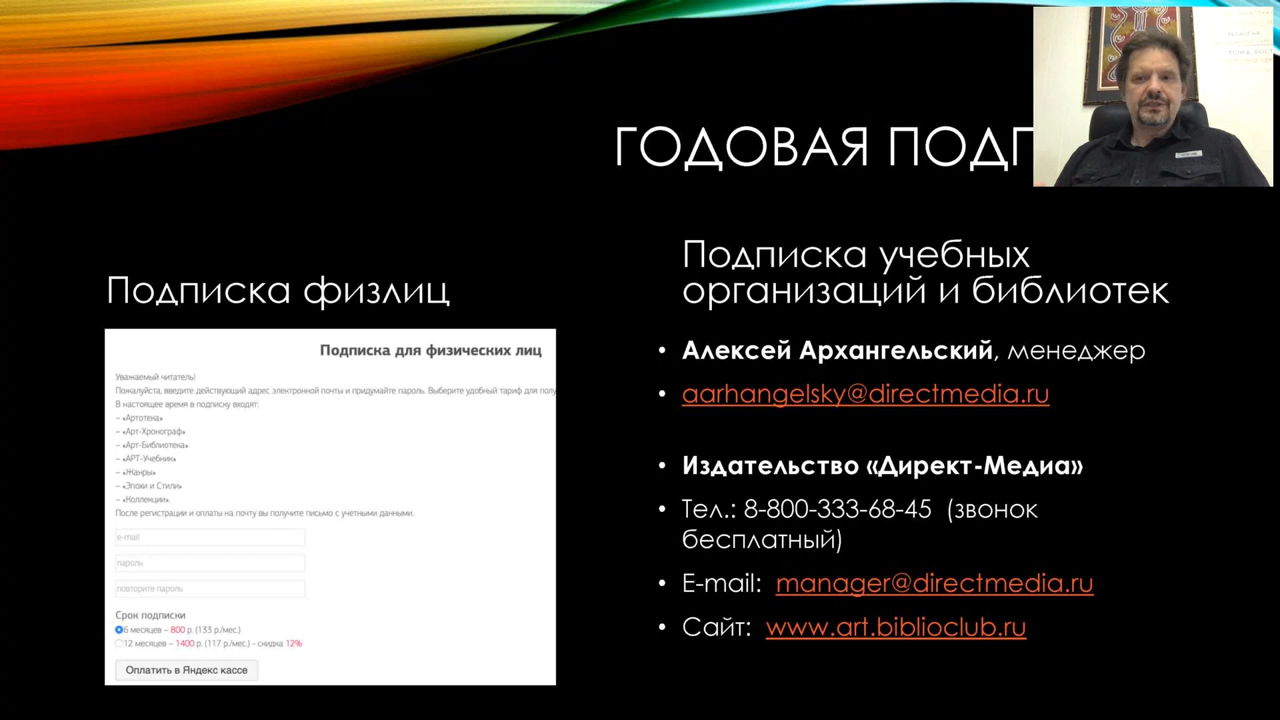 ГОДОВАЯ ПОДП
Подписка физлиц
Подписка для физических лиц
Уважаемый читатель!
Пожалуйста, введите действующий адрес электронной почты и придумайте пароль. Выберите удобный тариф для
В настоящее время в подписку входят:
– «Артотека»
– «Арт-Хронограф»
– «Арт-Библиотека»
– «АРТ-Учебник»
– «Жанры»
– «Эпохи и Стили»
– «Коллекции».
После регистрации и оплаты на почту вы получите письмо с учетными данными.
e-mail
пароль
повторите пароль
Срок подписки
6 месяцев – 800 р. (133 р./мес.)
12 месяцев – 1400 р. (117 р./мес.) - скидка 12%
Оплатить в Яндекс кассе
Подписка учебных
организаций и библиотек
• Алексей Архангельский, менеджер
• aarhangelsky@directmedia.ru
• Издательство «Директ-Медиа»
• Тел.: 8-800-333-68-45 (звонок
бесплатный)
• E-mail: manager@directmedia.ru
• Сайт: www.art.biblioclub.ru